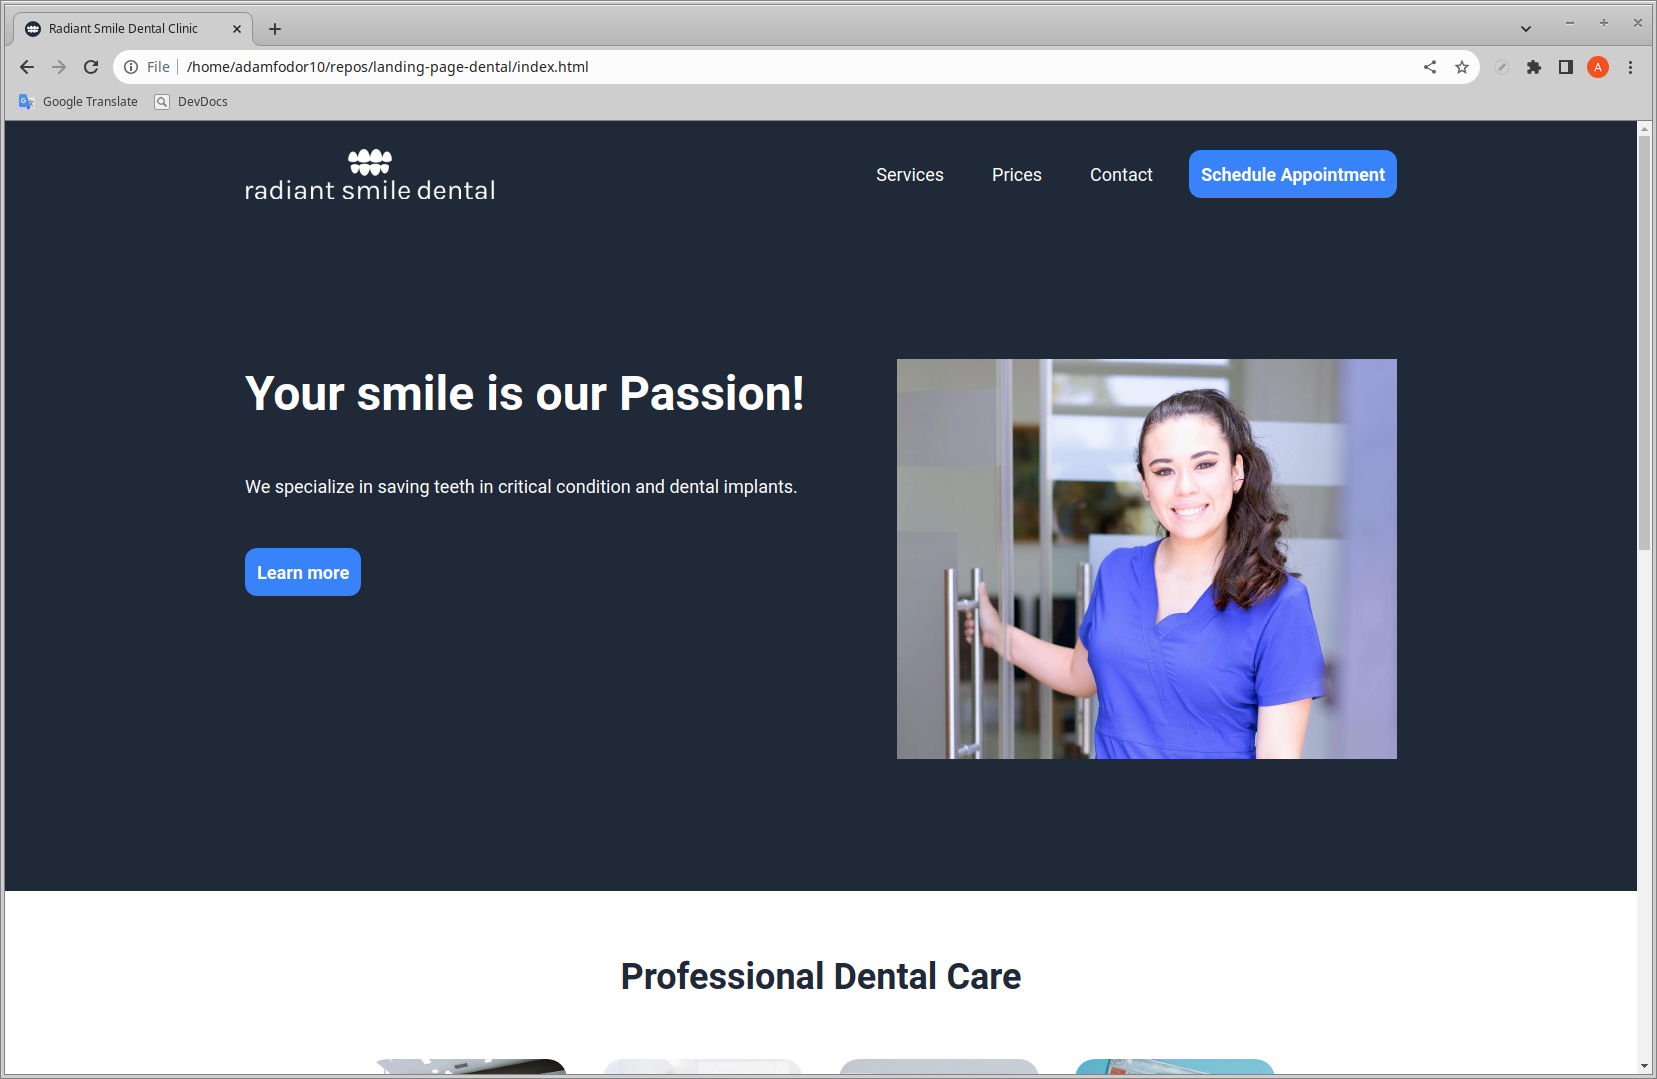 Radiant Smile Dental Clinic
File
/home/adamfodor10/repos/landing-page-dental/index.html
A
Google Translate
DevDocs
radiant smile dental
Services
Prices
Contact
Schedule Appointment
Your smile is our Passion!
We specialize in saving teeth in critical condition and dental implants.
Learn more
Professional Dental Care